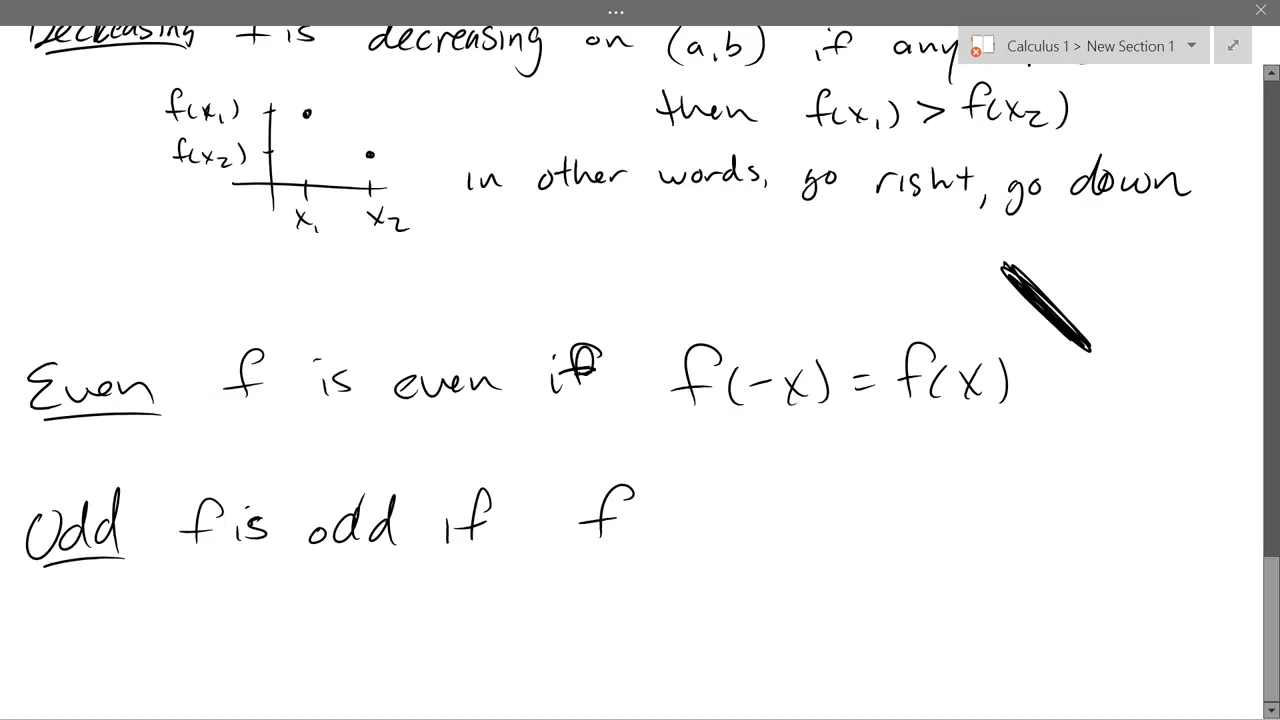 ...
Calculus 1 > New Section 1
Decreasing f is decreasing on (a,b) if any
f(x₁)
then f(x₁) > f(x₂)
f(x₂)
in other words, go right, go down
x₁ x₂
Even f is even if f(-x) = f(x)
Odd f is odd if f